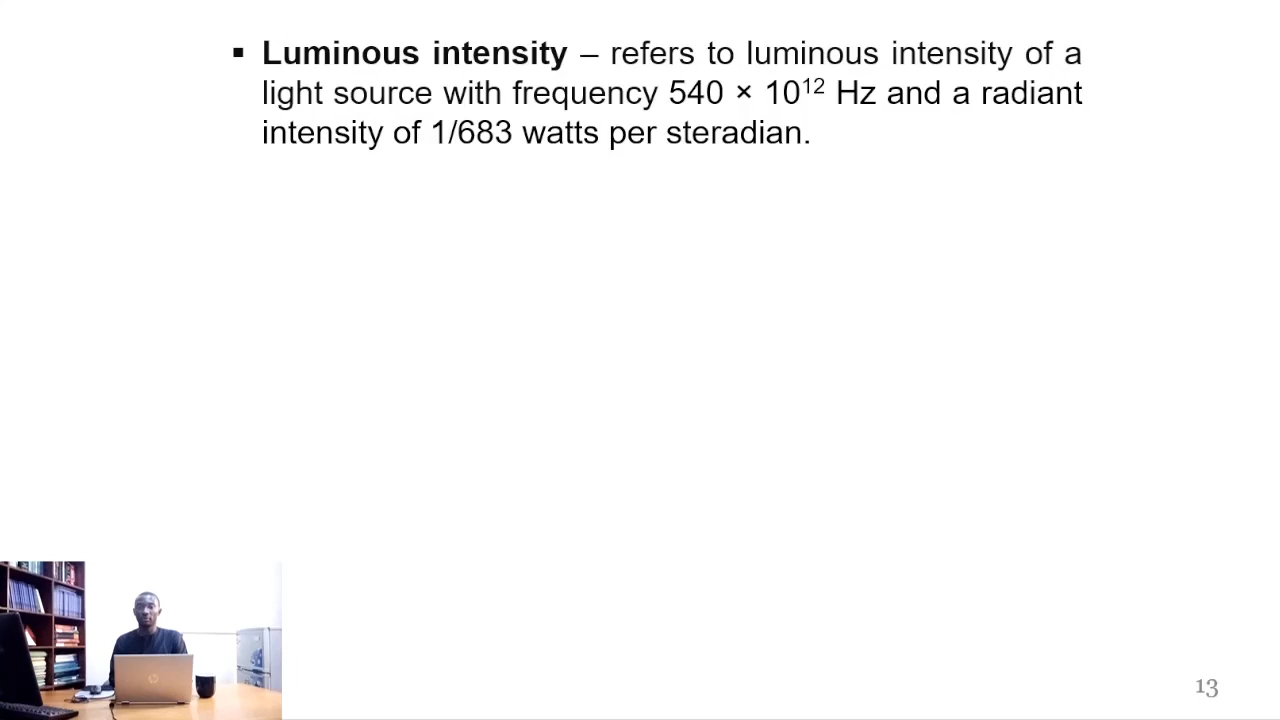 ▪ Luminous intensity – refers to luminous intensity of a
light source with frequency 540 × 10¹² Hz and a radiant
intensity of 1/683 watts per steradian.
13